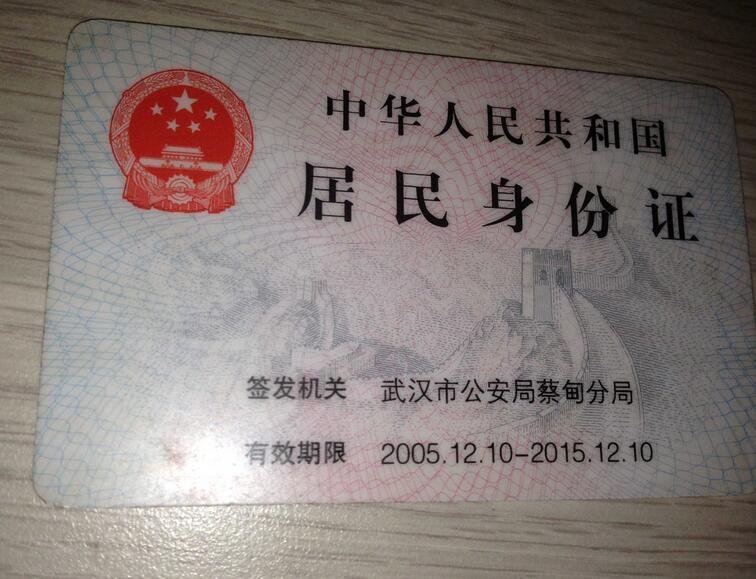 中华人民共和国
居民身份证
签发机关 武汉市公安局蔡甸分局
有效期限 2005.12.10-2015.12.10